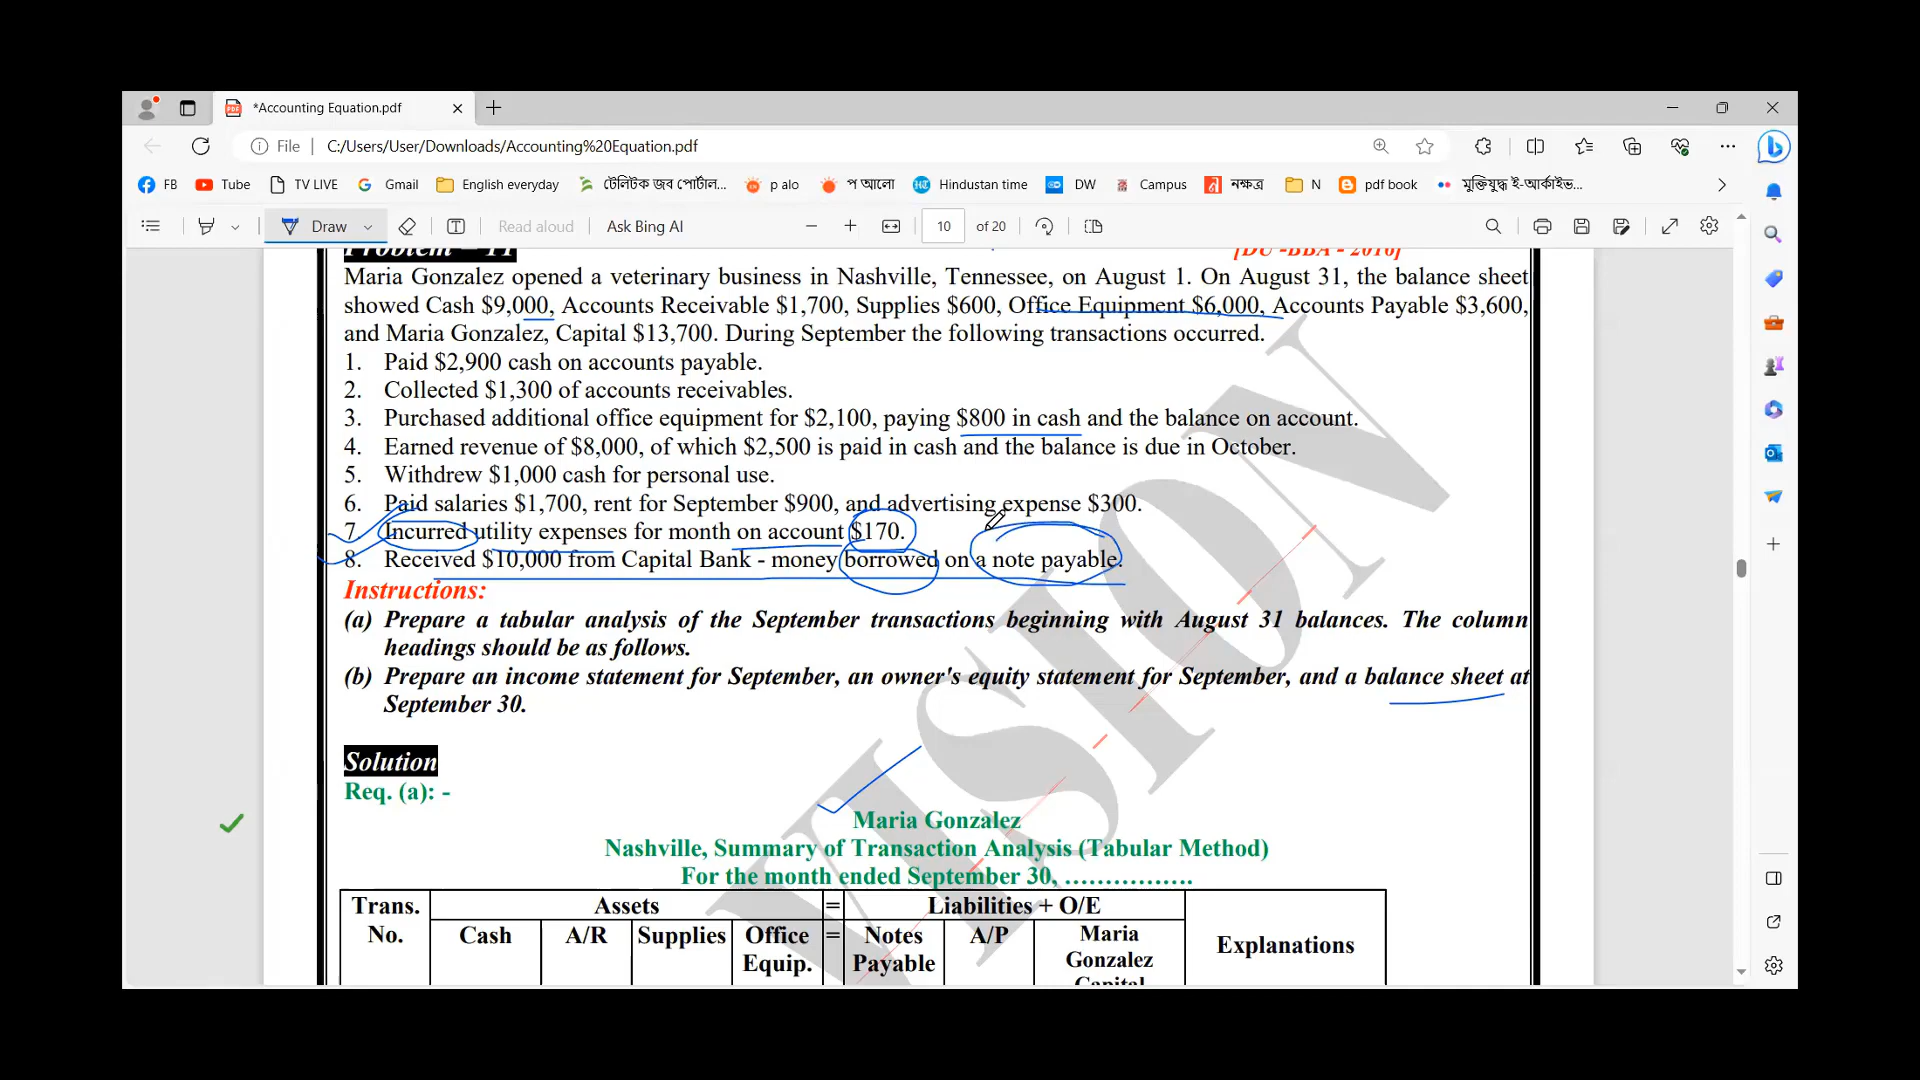 *Accounting Equation.pdf
File C:/Users/User/Downloads/Accounting%20Equation.pdf
FB Tube TV LIVE Gmail English everyday টেলিটক জব পোর্টাল... p alo প আলো Hindustan time DW Campus নক্ষত্র N pdf book মুক্তিযুদ্ধ ই-আর্কাইভ...
Draw Read aloud Ask Bing AI 10 of 20
Problem – 11 [DU -BBA - 2016]
Maria Gonzalez opened a veterinary business in Nashville, Tennessee, on August 1. On August 31, the balance sheet
showed Cash $9,000, Accounts Receivable $1,700, Supplies $600, Office Equipment $6,000, Accounts Payable $3,600,
and Maria Gonzalez, Capital $13,700. During September the following transactions occurred.
1. Paid $2,900 cash on accounts payable.
2. Collected $1,300 of accounts receivables.
3. Purchased additional office equipment for $2,100, paying $800 in cash and the balance on account.
4. Earned revenue of $8,000, of which $2,500 is paid in cash and the balance is due in October.
5. Withdrew $1,000 cash for personal use.
6. Paid salaries $1,700, rent for September $900, and advertising expense $300.
7. Incurred utility expenses for month on account $170.
8. Received $10,000 from Capital Bank - money borrowed on a note payable.
Instructions:
(a) Prepare a tabular analysis of the September transactions beginning with August 31 balances. The column
headings should be as follows.
(b) Prepare an income statement for September, an owner's equity statement for September, and a balance sheet at
September 30.
VISION
Solution
Req. (a): -
Maria Gonzalez
Nashville, Summary of Transaction Analysis (Tabular Method)
For the month ended September 30, ................
Trans. Assets = Liabilities + O/E
No. Cash A/R Supplies Office = Notes A/P Maria Explanations
Equip. Payable Gonzalez
Capital